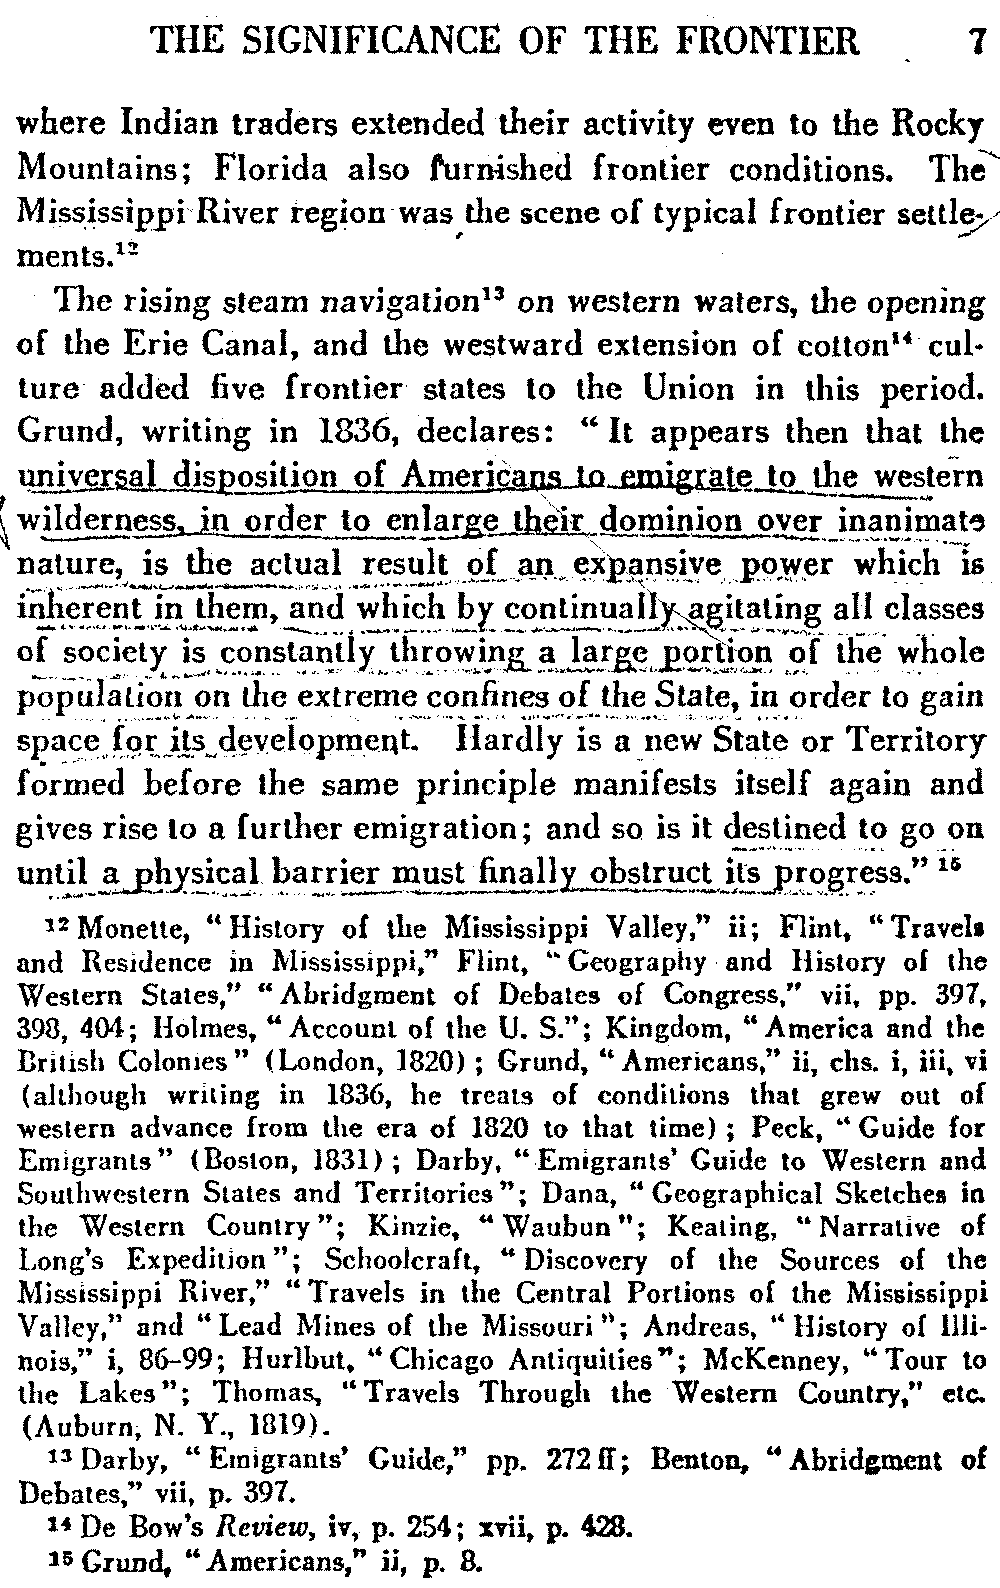 THE SIGNIFICANCE OF THE FRONTIER 7
where Indian traders extended their activity even to the Rocky
Mountains; Florida also furnished frontier conditions. The
Mississippi River region was the scene of typical frontier settle-
ments.¹²
The rising steam navigation¹³ on western waters, the opening
of the Erie Canal, and the westward extension of cotton¹⁴ cul-
ture added five frontier states to the Union in this period.
Grund, writing in 1836, declares: “It appears then that the
universal disposition of Americans to emigrate to the western
wilderness, in order to enlarge their dominion over inanimate
nature, is the actual result of an expansive power which is
inherent in them, and which by continually agitating all classes
of society is constantly throwing a large portion of the whole
population on the extreme confines of the State, in order to gain
space for its development. Hardly is a new State or Territory
formed before the same principle manifests itself again and
gives rise to a further emigration; and so is it destined to go on
until a physical barrier must finally obstruct its progress.” ¹⁵
¹² Monette, “History of the Mississippi Valley,” ii; Flint, “Travels
and Residence in Mississippi,” Flint, “Geography and History of the
Western States,” “Abridgment of Debates of Congress,” vii, pp. 397,
398, 404; Holmes, “Account of the U. S.”; Kingdom, “America and the
British Colonies” (London, 1820); Grund, “Americans,” ii, chs. i, iii, vi
(although writing in 1836, he treats of conditions that grew out of
western advance from the era of 1820 to that time); Peck, “Guide for
Emigrants” (Boston, 1831); Darby, “Emigrants’ Guide to Western and
Southwestern States and Territories”; Dana, “Geographical Sketches in
the Western Country”; Kinzie, “Waubun”; Keating, “Narrative of
Long’s Expedition”; Schoolcraft, “Discovery of the Sources of the
Mississippi River,” “Travels in the Central Portions of the Mississippi
Valley,” and “Lead Mines of the Missouri”; Andreas, “History of Illi-
nois,” i, 86–99; Hurlbut, “Chicago Antiquities”; McKenney, “Tour to
the Lakes”; Thomas, “Travels Through the Western Country,” etc.
(Auburn, N. Y., 1819).
¹³ Darby, “Emigrants’ Guide,” pp. 272 ff; Benton, “Abridgment of
Debates,” vii, p. 397.
¹⁴ De Bow’s Review, iv, p. 254; xvii, p. 428.
¹⁵ Grund, “Americans,” ii, p. 8.